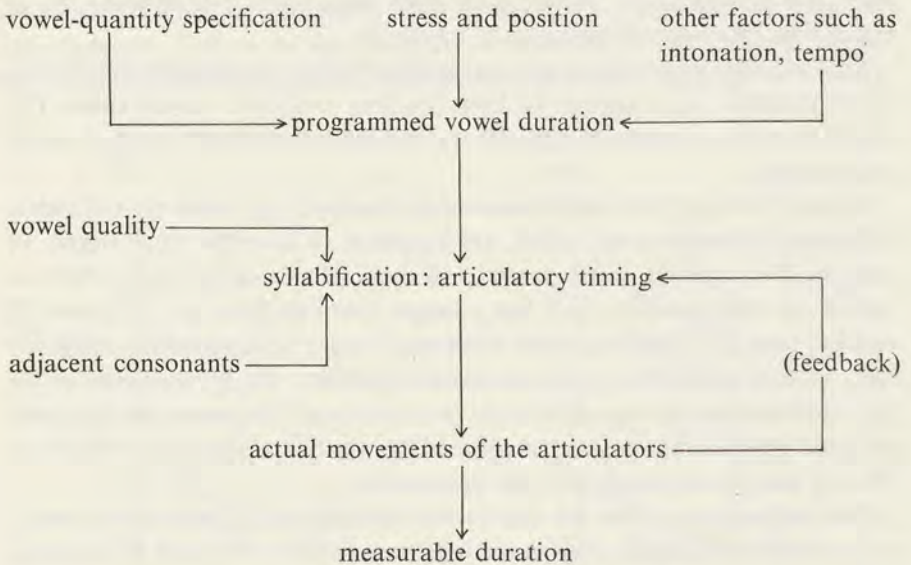 vowel-quantity specification
stress and position
other factors such as
intonation, tempo
programmed vowel duration
vowel quality
syllabification: articulatory timing
adjacent consonants
(feedback)
actual movements of the articulators
measurable duration